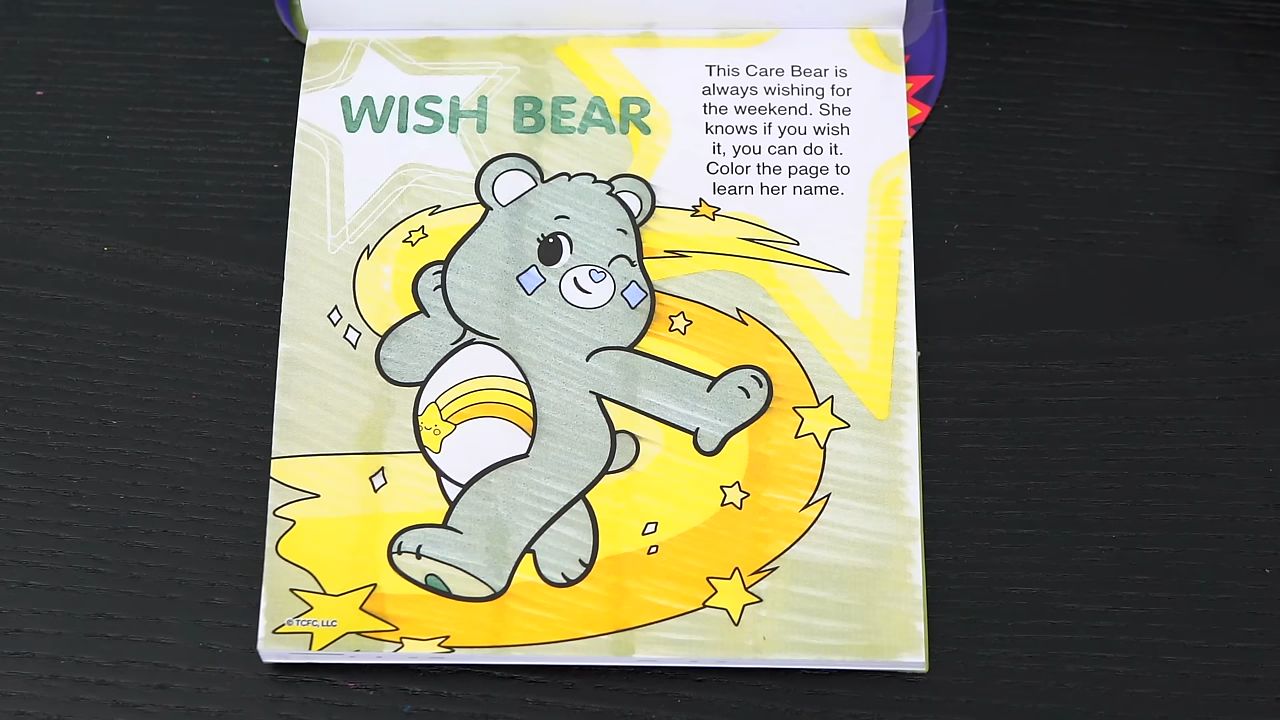 WISH BEAR
This Care Bear is
always wishing for
the weekend. She
knows if you wish
it, you can do it.
Color the page to
learn her name.
© TCFC, LLC